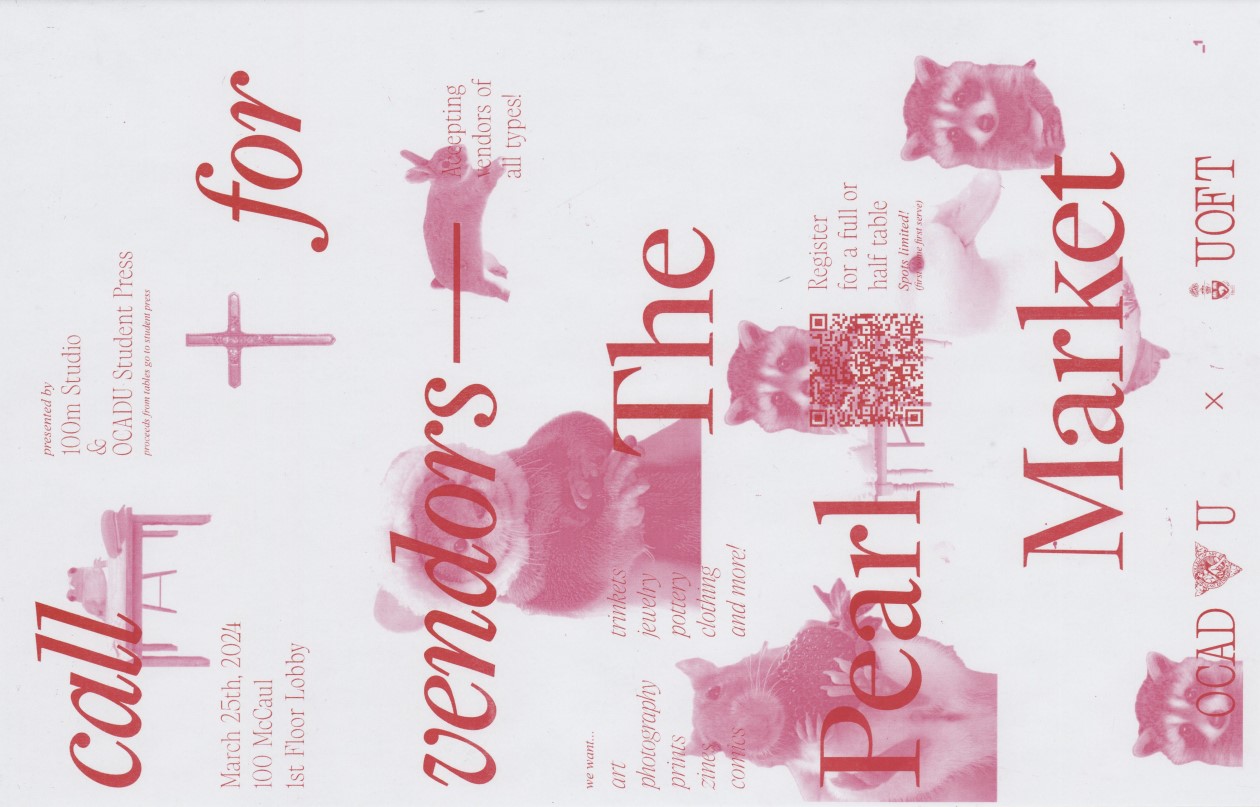 call
presented by
100m Studio
&
OCADU Student Press
proceeds from tables go to student press
March 25th, 2024
100 McCaul
1st Floor Lobby
for
vendors —
Accepting
vendors of
all types!
we want...
art
photography
prints
zines
comics
trinkets
jewelry
pottery
clothing
and more!
The
Pearl
Register
for a full or
half table
Spots limited!
(first come first serve)
Market
OCAD U
x
UOFT
_1